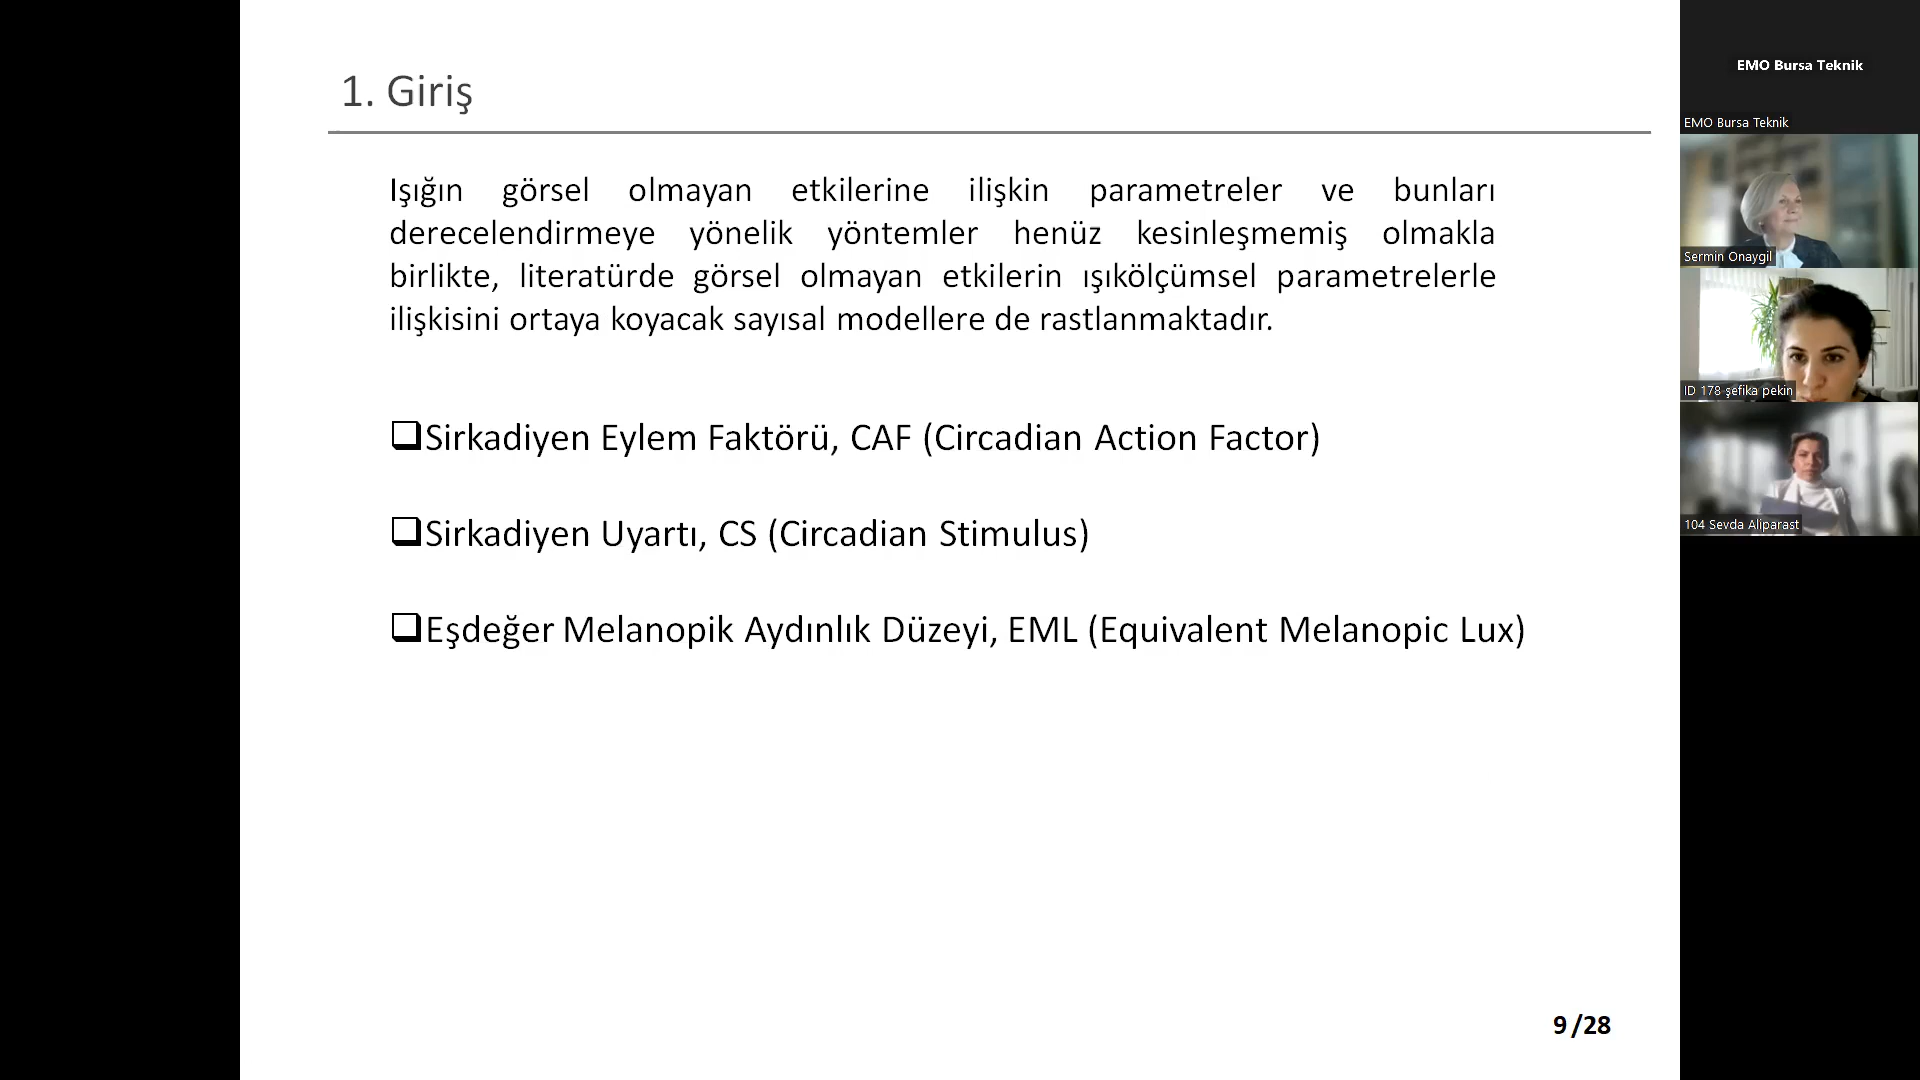 1. Giriş
Işığın görsel olmayan etkilerine ilişkin parametreler ve bunları
derecelendirmeye yönelik yöntemler henüz kesinleşmemiş olmakla
birlikte, literatürde görsel olmayan etkilerin ışıkölçümsel parametrelerle
ilişkisini ortaya koyacak sayısal modellere de rastlanmaktadır.
❑Sirkadiyen Eylem Faktörü, CAF (Circadian Action Factor)
❑Sirkadiyen Uyartı, CS (Circadian Stimulus)
❑Eşdeğer Melanopik Aydınlık Düzeyi, EML (Equivalent Melanopic Lux)
9/28
EMO Bursa Teknik
EMO Bursa Teknik
Sermin Onaygil
ID 178 şefika pekin
104 Sevda Aliparast